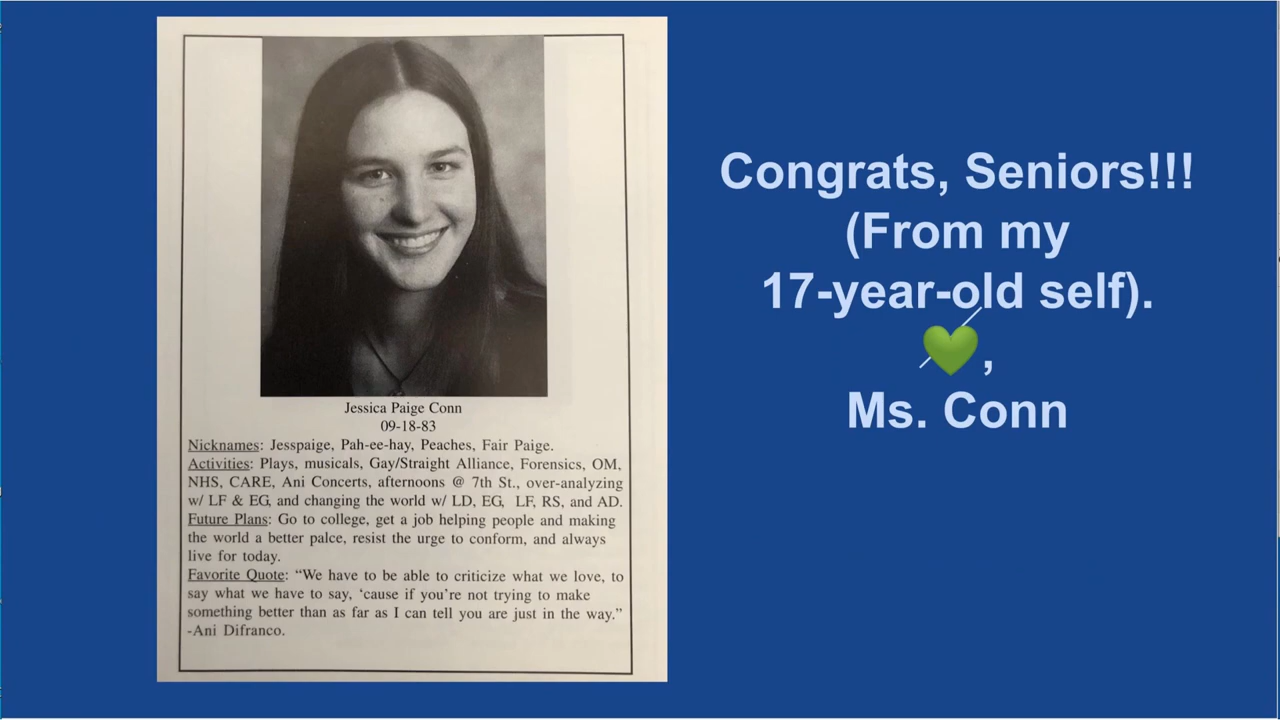 Jessica Paige Conn
09-18-83
Nicknames: Jesspaige, Pah-ee-hay, Peaches, Fair Paige.
Activities: Plays, musicals, Gay/Straight Alliance, Forensics, OM,
NHS, CARE, Ani Concerts, afternoons @ 7th St., over-analyzing
w/ LF & EG, and changing the world w/ LD, EG, LF, RS, and AD.
Future Plans: Go to college, get a job helping people and making
the world a better palce, resist the urge to conform, and always
live for today.
Favorite Quote: “We have to be able to criticize what we love, to
say what we have to say, ‘cause if you’re not trying to make
something better than as far as I can tell you are just in the way.”
-Ani Difranco.
Congrats, Seniors!!!
(From my
17-year-old self).
💚,
Ms. Conn